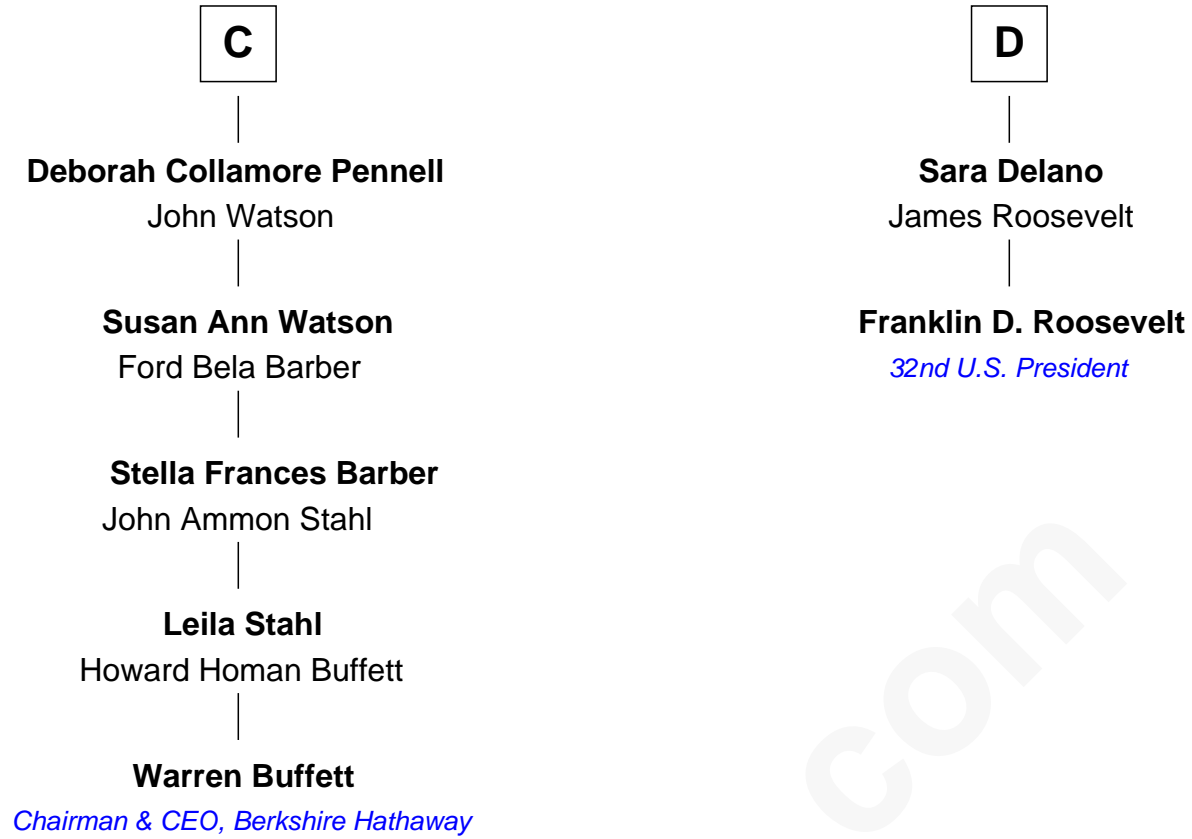 C
Deborah Collamore Pennell
John Watson
Susan Ann Watson
Ford Bela Barber
Stella Frances Barber
John Ammon Stahl
Leila Stahl
Howard Homan Buffett
Warren Buffett
Chairman & CEO, Berkshire Hathaway
D
Sara Delano
James Roosevelt
Franklin D. Roosevelt
32nd U.S. President
com